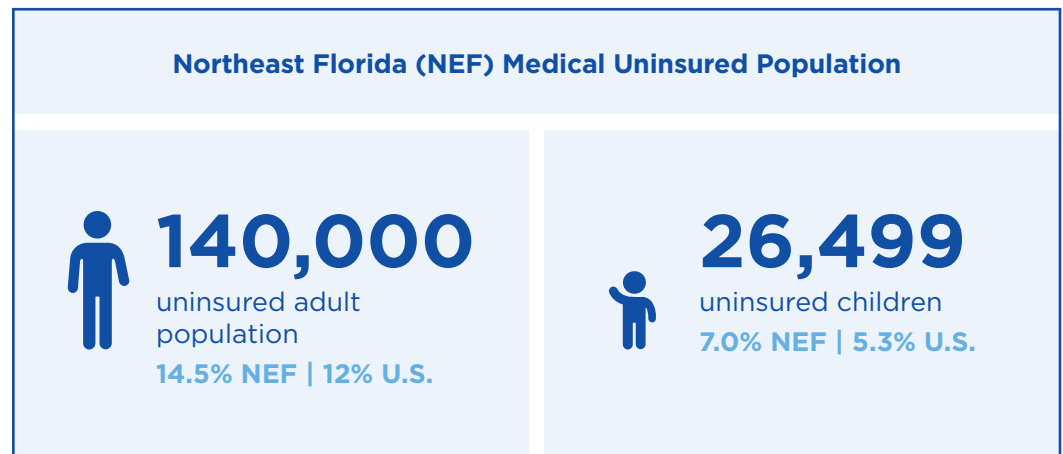 Northeast Florida (NEF) Medical Uninsured Population
140,000
uninsured adult
population
14.5% NEF | 12% U.S.
26,499
uninsured children
7.0% NEF | 5.3% U.S.